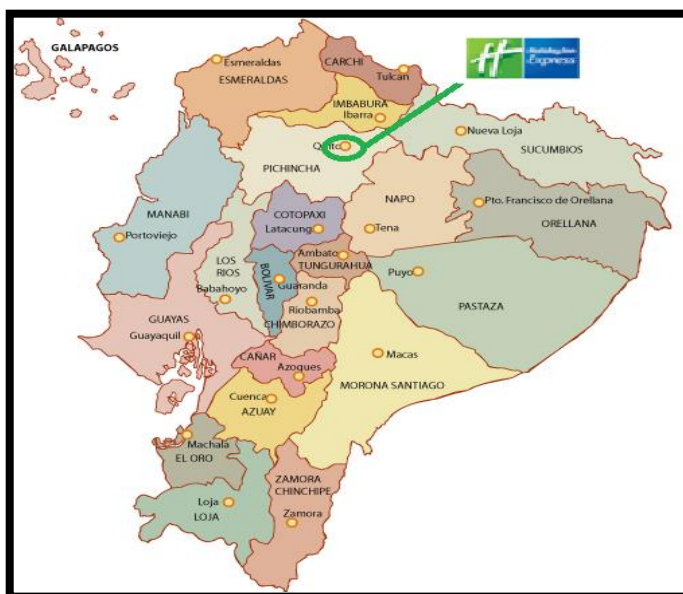 GALAPAGOS
Esmeraldas
ESMERALDAS
CARCHI
Tulcan
Holiday Inn
Express
IMBABURA
Ibarra
Quito
PICHINCHA
Nueva Loja
SUCUMBIOS
MANABI
Portoviejo
COTOPAXI
Latacung
NAPO
Tena
Pto. Francisco de Orellana
ORELLANA
LOS
RIOS
Babahoyo
BOLIVAR
Ambato
TUNGURAHUA
Guaranda
Riobamba
CHIMBORAZO
Puyo
PASTAZA
GUAYAS
Guayaquil
CAÑAR
Azogues
Macas
MORONA SANTIAGO
Cuenca
AZUAY
Machala
EL ORO
ZAMORA
CHINCHIPE
Zamora
Loja
LOJA